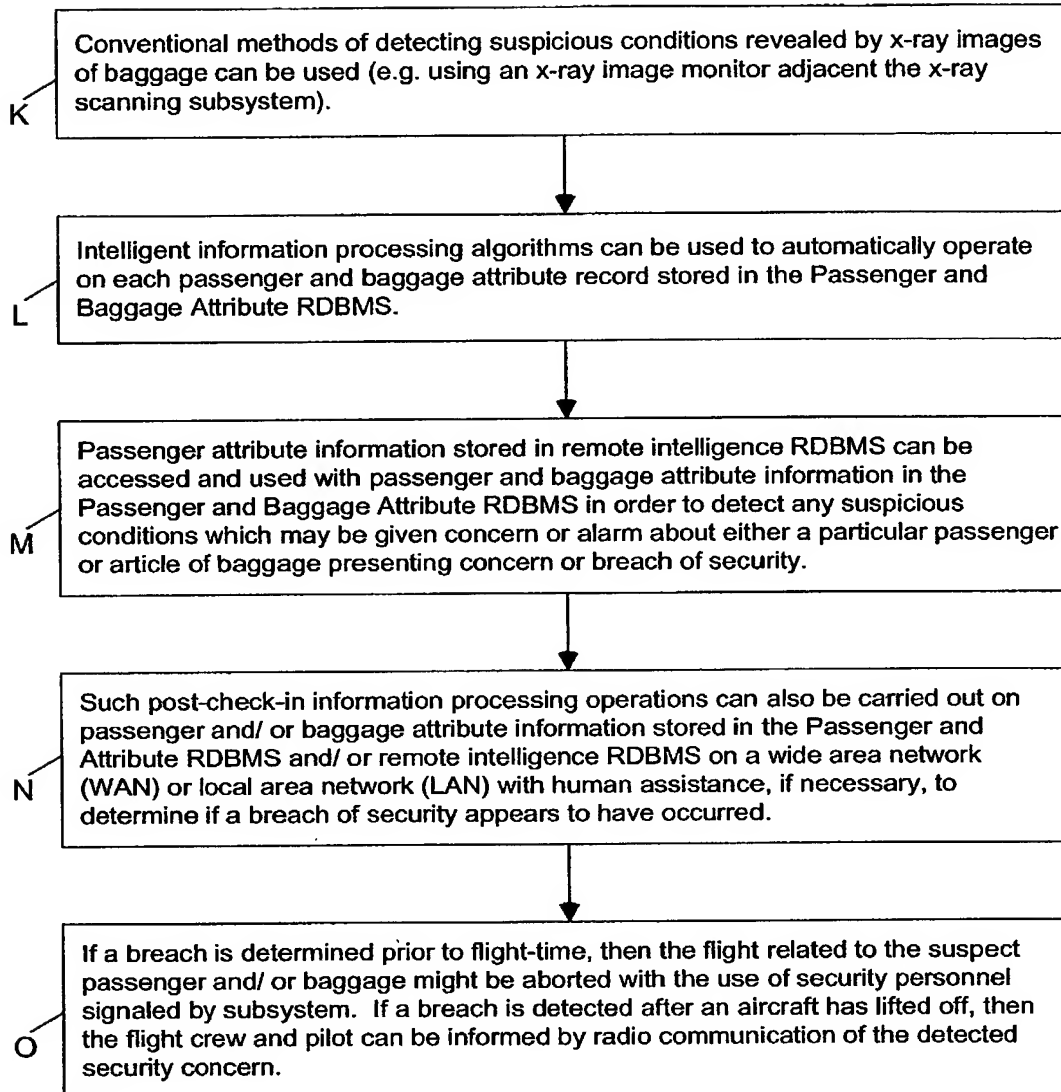 Conventional methods of detecting suspicious conditions revealed by x-ray images
of baggage can be used (e.g. using an x-ray image monitor adjacent the x-ray
scanning subsystem).
K
Intelligent information processing algorithms can be used to automatically operate
on each passenger and baggage attribute record stored in the Passenger and
Baggage Attribute RDBMS.
L
Passenger attribute information stored in remote intelligence RDBMS can be
accessed and used with passenger and baggage attribute information in the
Passenger and Baggage Attribute RDBMS in order to detect any suspicious
conditions which may be given concern or alarm about either a particular passenger
or article of baggage presenting concern or breach of security.
M
Such post-check-in information processing operations can also be carried out on
passenger and/ or baggage attribute information stored in the Passenger and
Attribute RDBMS and/ or remote intelligence RDBMS on a wide area network
(WAN) or local area network (LAN) with human assistance, if necessary, to
determine if a breach of security appears to have occurred.
N
If a breach is determined prior to flight-time, then the flight related to the suspect
passenger and/ or baggage might be aborted with the use of security personnel
signaled by subsystem.  If a breach is detected after an aircraft has lifted off, then
the flight crew and pilot can be informed by radio communication of the detected
security concern.
O